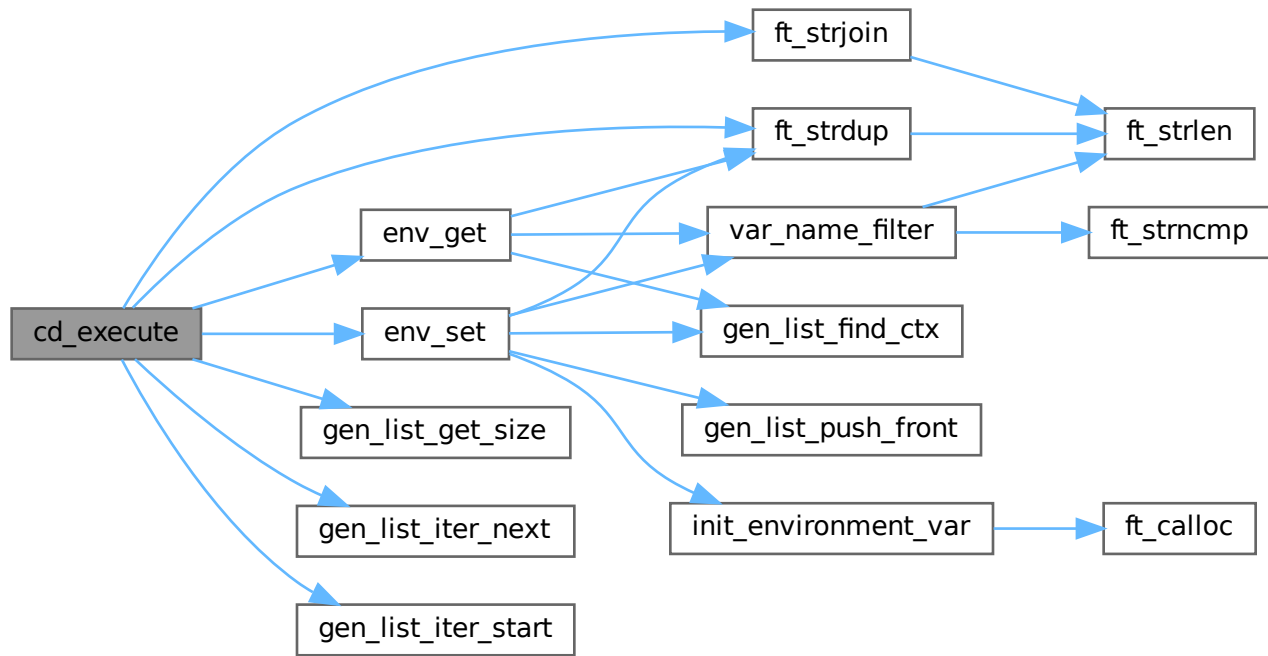 ft_strjoin
ft_strdup
ft_strlen
env_get
var_name_filter
ft_strncmp
cd_execute
env_set
gen_list_find_ctx
gen_list_get_size
gen_list_push_front
gen_list_iter_next
init_environment_var
ft_calloc
gen_list_iter_start